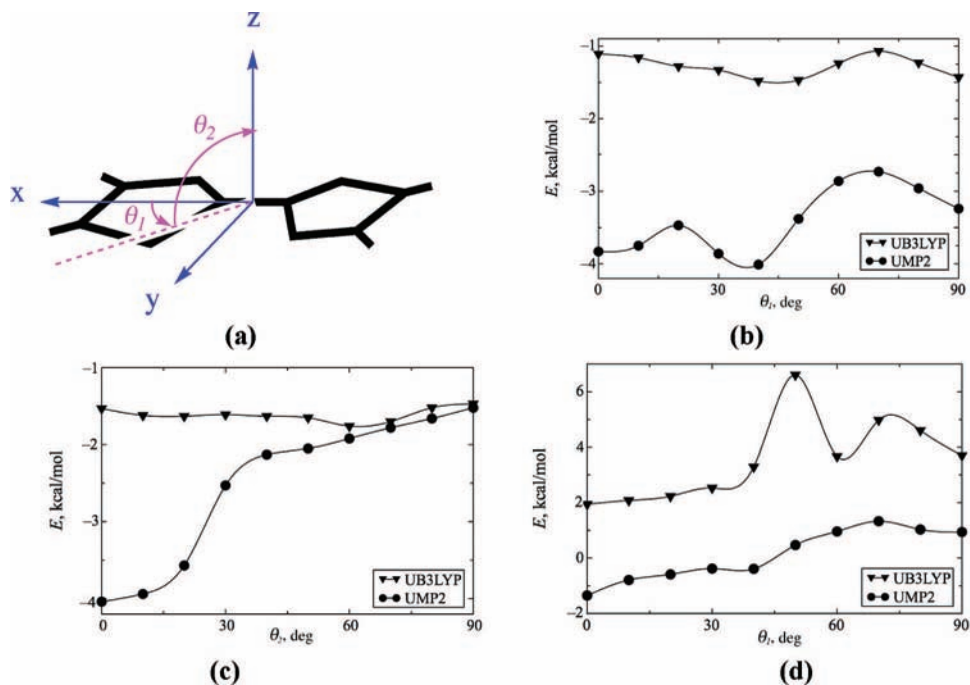 z
θ2
x
θ1
y
(a)
E, kcal/mol
−1
−2
−3
−4
0
30
60
90
θ1, deg
UB3LYP
UMP2
(b)
E, kcal/mol
−1
−2
−3
−4
0
30
60
90
θ2, deg
UB3LYP
UMP2
(c)
E, kcal/mol
6
4
2
0
−2
0
30
60
90
θ1, deg
UB3LYP
UMP2
(d)